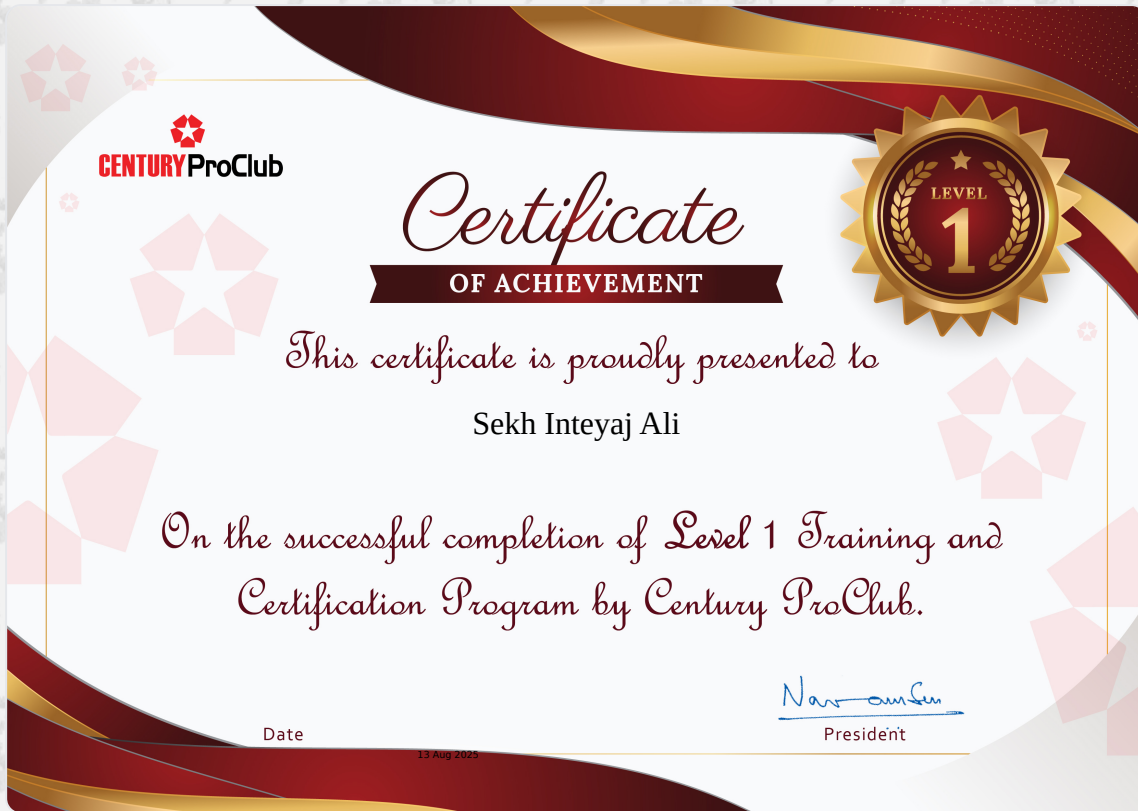 CENTURY ProClub
LEVEL
1
Certificate
OF ACHIEVEMENT
This certificate is proudly presented to
Sekh Inteyaj Ali
On the successful completion of Level 1 Training and
Certification Program by Century ProClub.
Date
President
13 Aug 2025